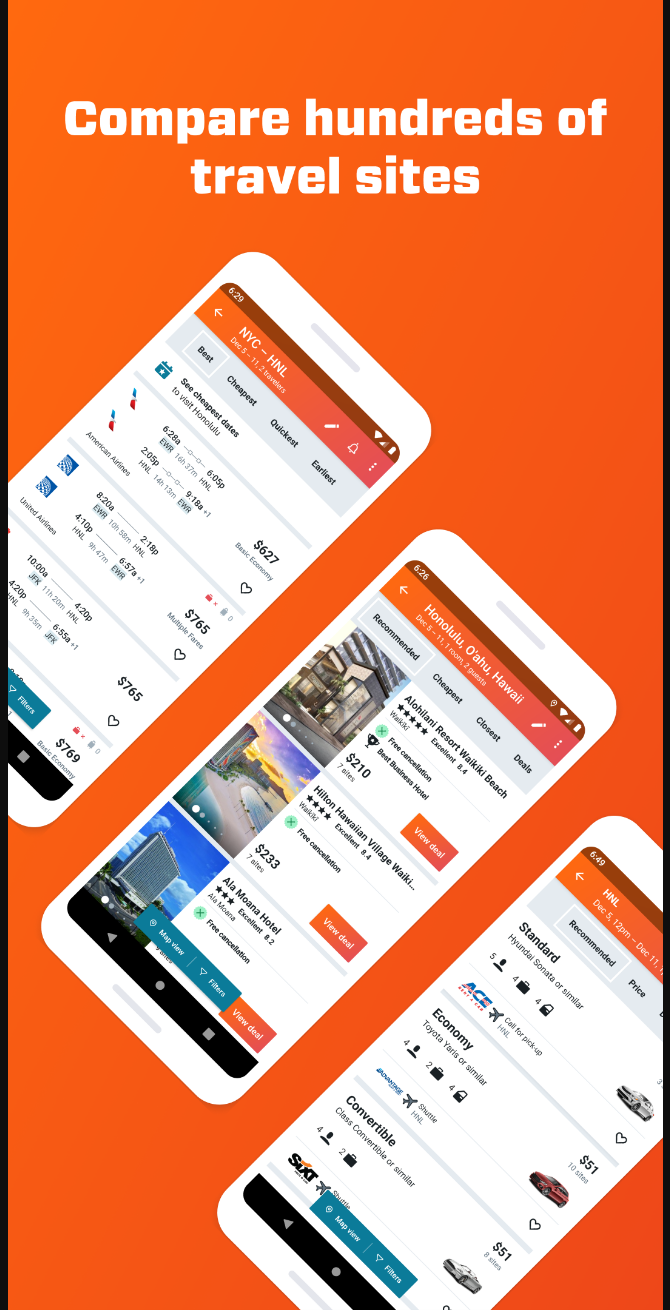 Compare hundreds of
travel sites
6:29
NYC – HNL
Dec 5 – 11, 2 travelers
Best
Cheapest
Quickest
Earliest
See cheapest dates
to visit Honolulu
American Airlines
6:28a
6:05p
EWR 16h 37m HNL
2:05p
9:18a +1
HNL 14h 13m EWR
$627
Basic Economy
United Airlines
8:20a
2:18p
EWR 10h 58m HNL
4:10p
6:57a +1
HNL 9h 47m EWR
0
$765
Multiple Fares
10:00a
4:20p
JFK 11h 20m HNL
4:20p
6:55a +1
HNL 9h 35m JFK
$765
0
$769
Basic Economy
Filters
6:26
Honolulu, O'ahu, Hawaii
Dec 5 – 11, 1 room, 2 guests
Recommended
Cheapest
Closest
Deals
Alohilani Resort Waikiki Beach
Excellent 8.4
Waikiki
Free cancellation
Best Business Hotel
$210
7 sites
View deal
Hilton Hawaiian Village Waiki...
Excellent 8.4
Waikiki
Free cancellation
$233
7 sites
View deal
Ala Moana Hotel
Excellent 8.2
Ala Moana
Free cancellation
View deal
Map view
Filters
6:49
HNL
Dec 5, 12pm – Dec 11, 1
Recommended
Price
Standard
Hyundai Sonata or similar
5
4
4
ACE
RENT A CAR
Call for pick-up
HNL
Economy
Toyota Yaris or similar
4
2
4
$51
10 sites
ADVANTAGE
Shuttle
HNL
Convertible
Class Convertible or similar
4
2
$51
8 sites
SIXT
rent a car
Shuttle
Map view
Filters